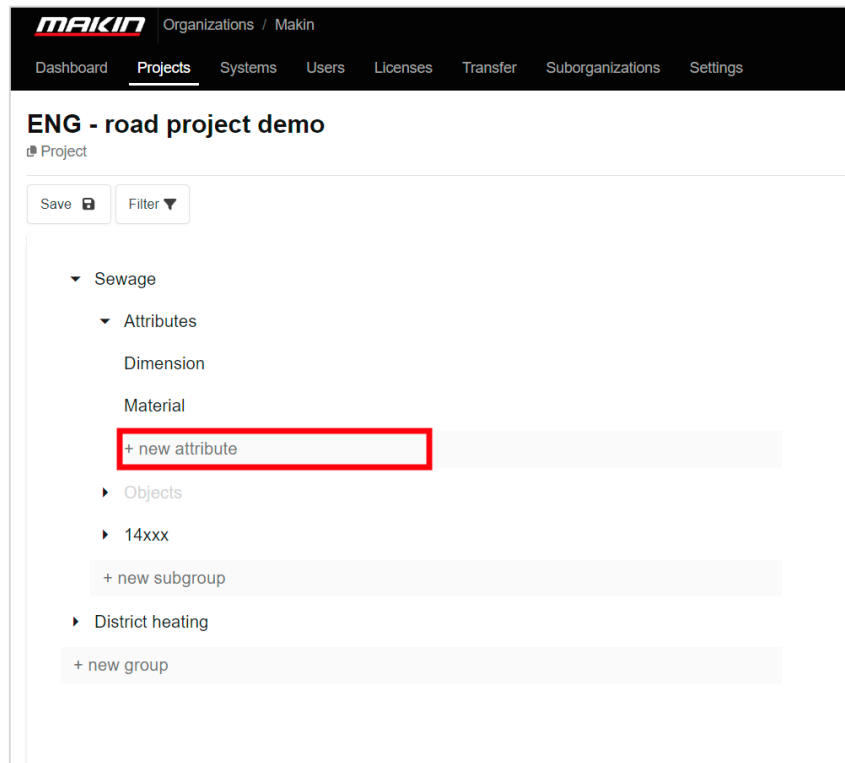 MAKIN Organizations / Makin
Dashboard Projects Systems Users Licenses Transfer Suborganizations Settings
ENG - road project demo
Project
Save Filter
Sewage
Attributes
Dimension
Material
+ new attribute
Objects
14xxx
+ new subgroup
District heating
+ new group